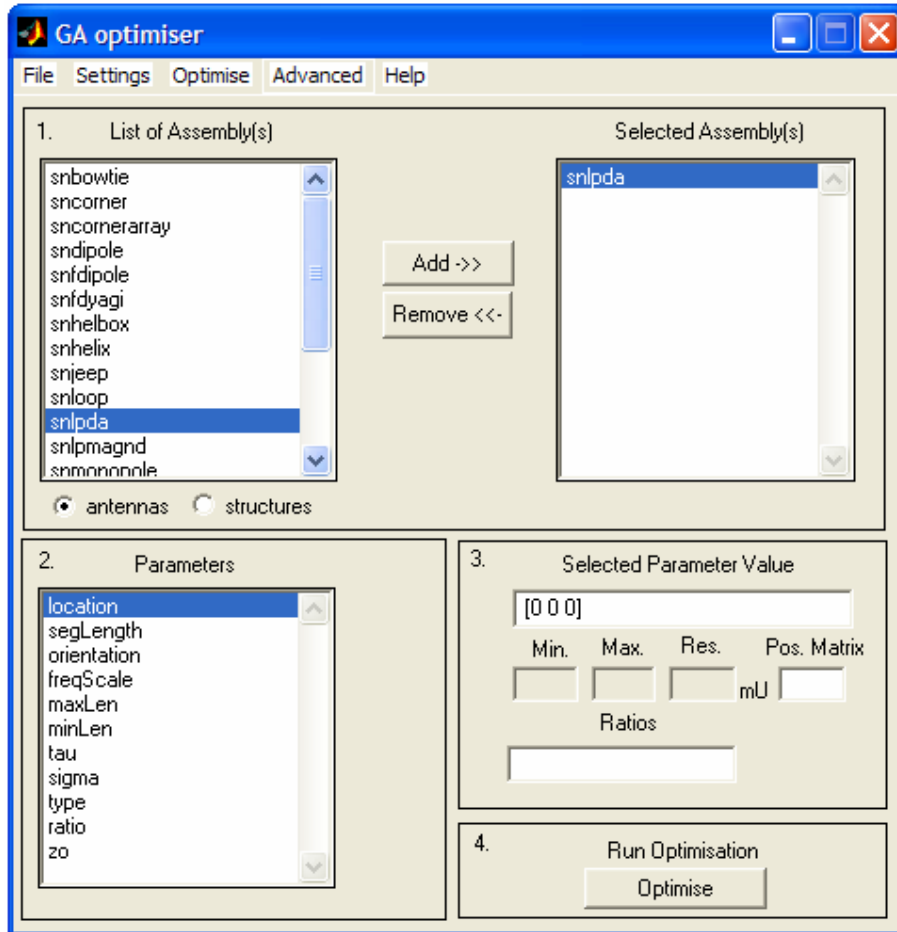 GA optimiser
File Settings Optimise Advanced Help
1. List of Assembly(s) Selected Assembly(s)
snbowtie
sncorner
sncornerarray
sndipole
snfdipole
snfdyagi
snhelbox
snhelix
snjeep
snloop
snlpda
snlpmagnd
snmonopole
Add ->>
Remove <<-
snlpda
antennas structures
2. Parameters
location
segLength
orientation
freqScale
maxLen
minLen
tau
sigma
type
ratio
zo
3. Selected Parameter Value
[0 0 0]
Min. Max. Res. Pos. Matrix
mU
Ratios
4. Run Optimisation
Optimise